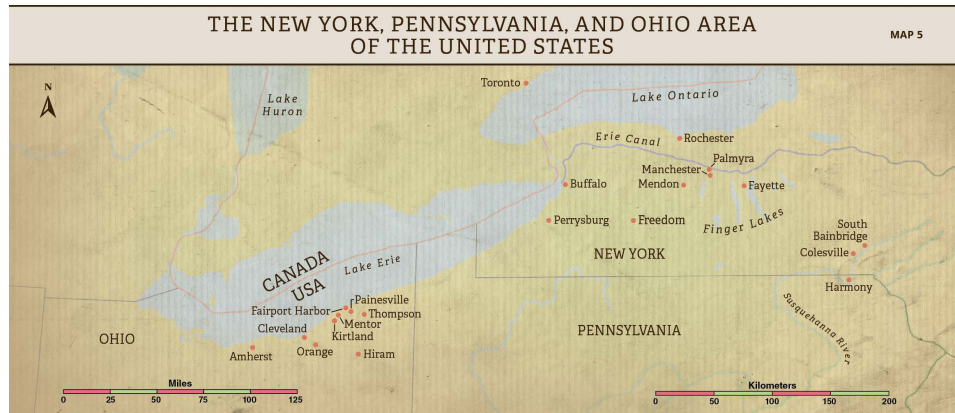 THE NEW YORK, PENNSYLVANIA, AND OHIO AREA
OF THE UNITED STATES
MAP 5
N
Lake
Huron
Toronto
Lake Ontario
Erie Canal
Rochester
Palmyra
Manchester
Mendon
Fayette
Buffalo
Perrysburg
Freedom
Finger Lakes
South
Bainbridge
Colesville
NEW YORK
Harmony
CANADA
USA
Lake Erie
Susquehanna River
Painesville
Fairport Harbor
Thompson
Mentor
Cleveland
Kirtland
OHIO
PENNSYLVANIA
Amherst
Orange
Hiram
Miles
0 25 50 75 100 125
Kilometers
0 50 100 150 200